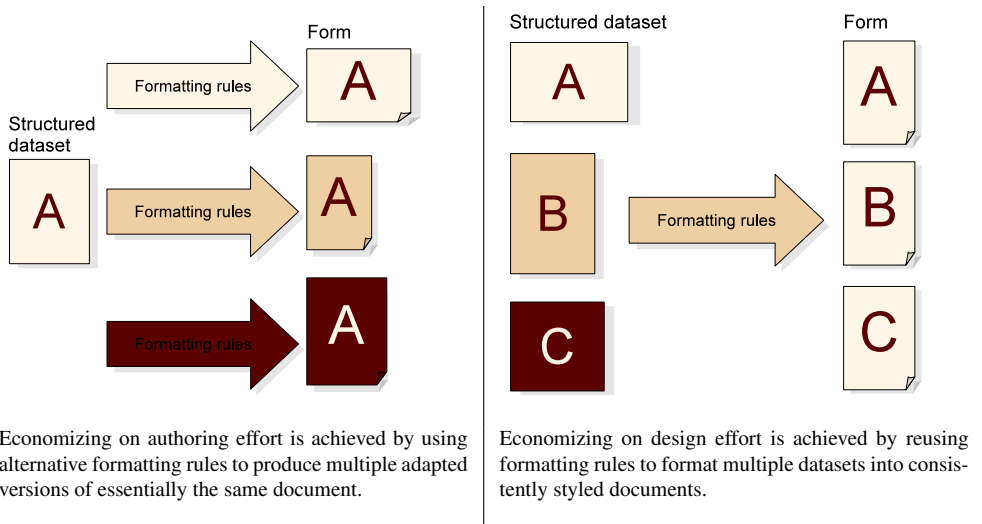 Form
Formatting rules
A
Structured
dataset
A
Formatting rules
A
Formatting rules
A
Economizing on authoring effort is achieved by using
alternative formatting rules to produce multiple adapted
versions of essentially the same document.
Structured dataset
Form
A
A
B
Formatting rules
B
C
C
Economizing on design effort is achieved by reusing
formatting rules to format multiple datasets into consis-
tently styled documents.